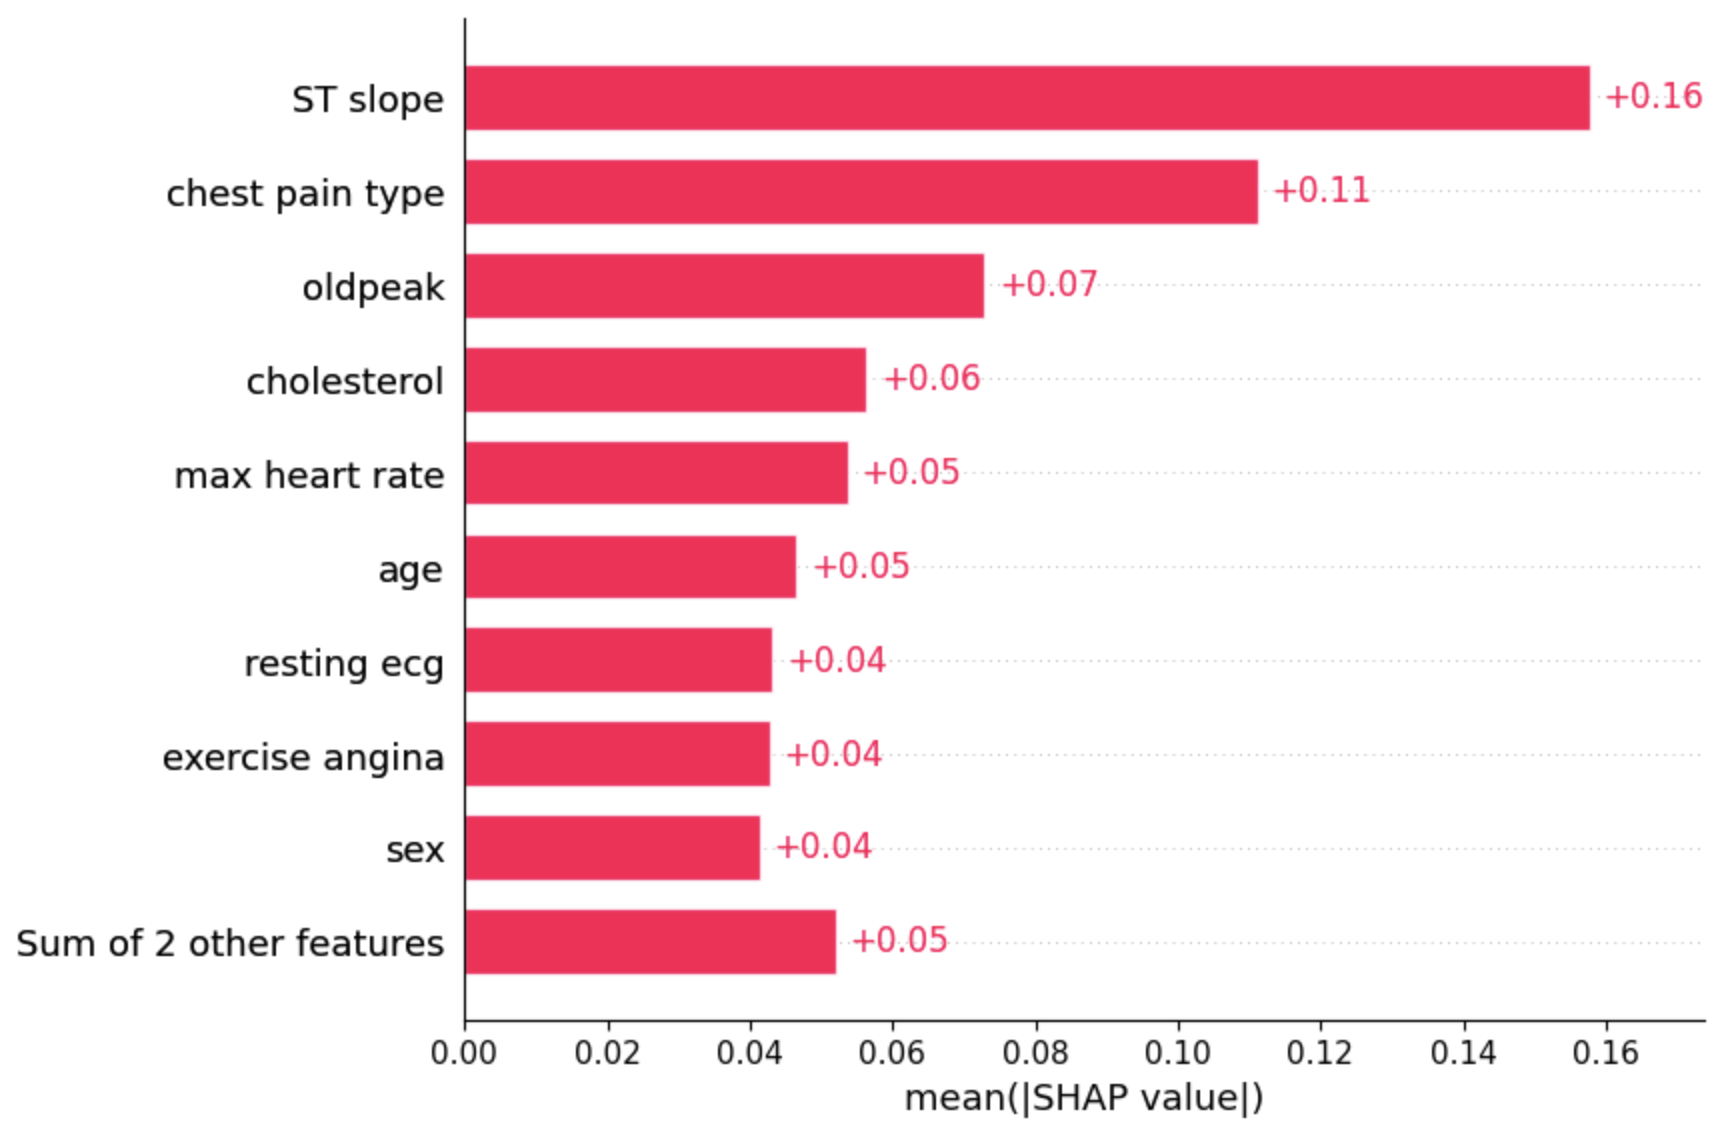 ST slope +0.16
chest pain type +0.11
oldpeak +0.07
cholesterol +0.06
max heart rate +0.05
age +0.05
resting ecg +0.04
exercise angina +0.04
sex +0.04
Sum of 2 other features +0.05
0.00 0.02 0.04 0.06 0.08 0.10 0.12 0.14 0.16
mean(|SHAP value|)